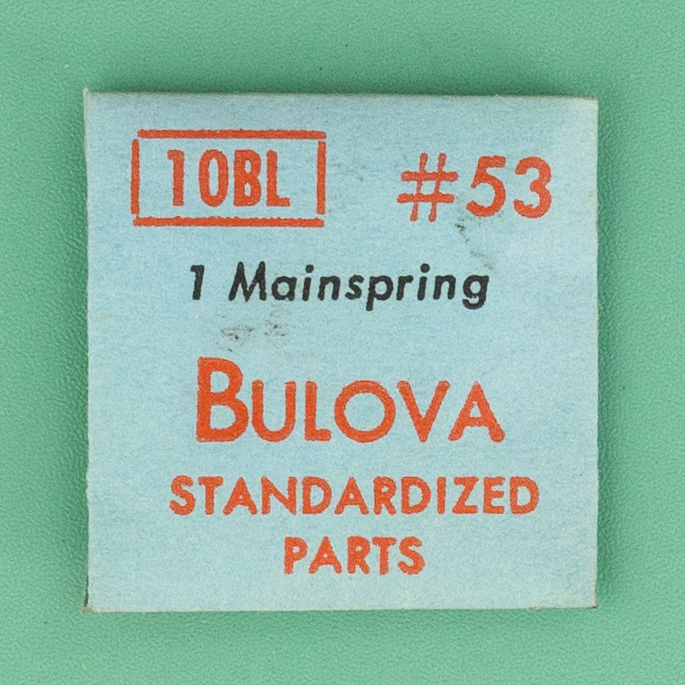 10BL #53
1 Mainspring
BULOVA
STANDARDIZED
PARTS